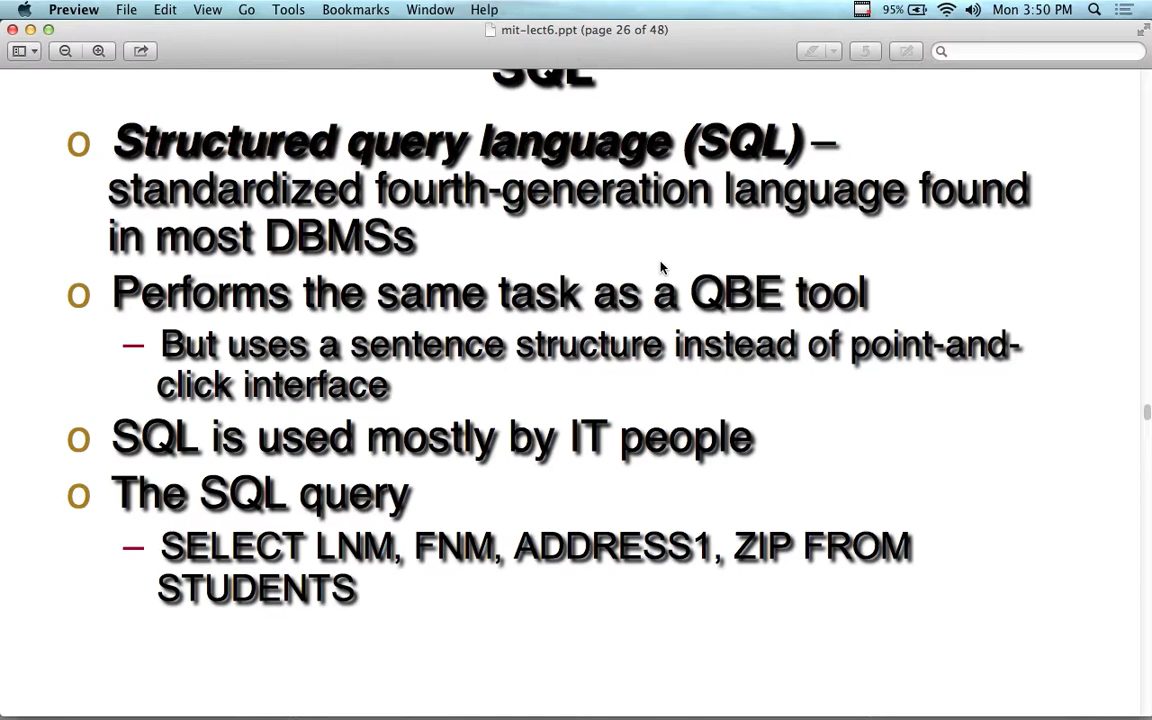 Preview File Edit View Go Tools Bookmarks Window Help 95% Mon 3:50 PM
mit-lect6.ppt (page 26 of 48)
SQL
o Structured query language (SQL) –
standardized fourth-generation language found
in most DBMSs
o Performs the same task as a QBE tool
– But uses a sentence structure instead of point-and-
click interface
o SQL is used mostly by IT people
o The SQL query
– SELECT LNM, FNM, ADDRESS1, ZIP FROM
STUDENTS